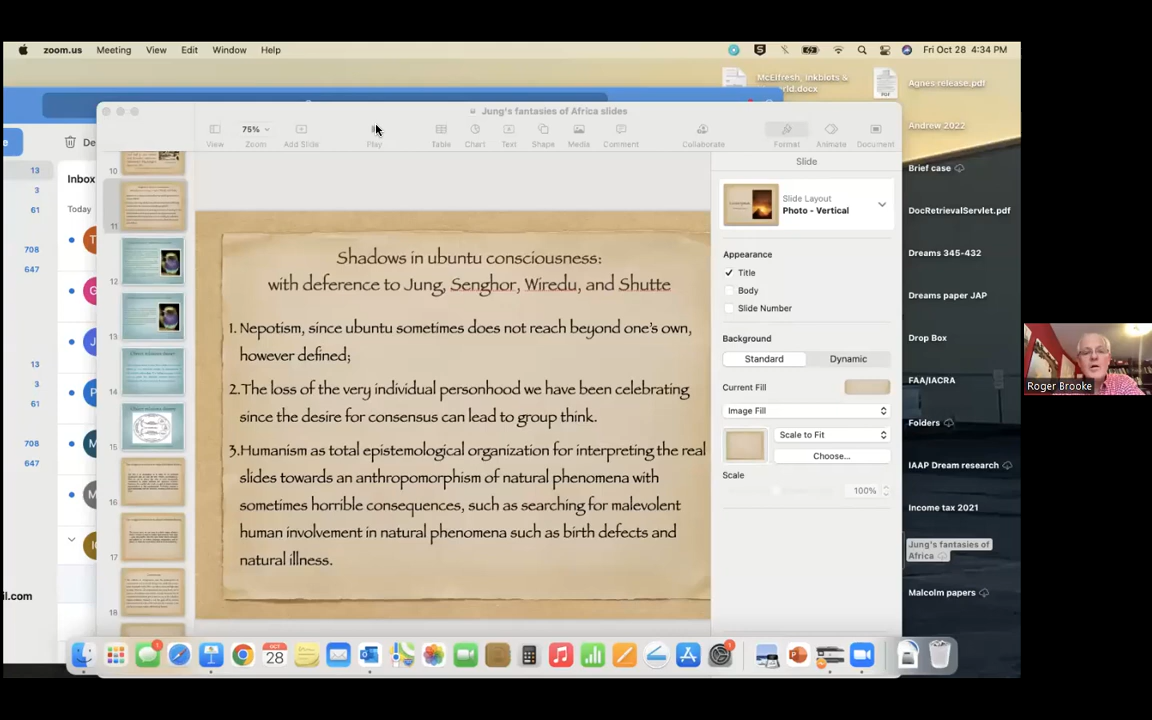 zoom.us Meeting View Edit Window Help
Fri Oct 28 4:34 PM
McElfresh, inkblots &
rld.docx
Agnes release.pdf
Andrew 2022
Brief case
DocRetrievalServlet.pdf
Dreams 345-432
Dreams paper JAP
Drop Box
FAA/IACRA
Folders
IAAP Dream research
Income tax 2021
Jung's fantasies of
Africa
Malcolm papers
Jung's fantasies of Africa slides
75%
View Zoom Add Slide Play Table Chart Text Shape Media Comment Collaborate Format Animate Document
De
13
3
61
708
647
13
3
61
708
463
647
Inbox
Today
il.com
10
11
12
13
14
15
16
17
18
Shadows in ubuntu consciousness:
with deference to Jung, Senghor, Wiredu, and Shutte
1. Nepotism, since ubuntu sometimes does not reach beyond one's own,
however defined;
2.The loss of the very individual personhood we have been celebrating
since the desire for consensus can lead to group think.
3.Humanism as total epistemological organization for interpreting the real
slides towards an anthropomorphism of natural phenomena with
sometimes horrible consequences, such as searching for malevolent
human involvement in natural phenomena such as birth defects and
natural illness.
Slide
Slide Layout
Photo - Vertical
Appearance
Title
Body
Slide Number
Background
Standard Dynamic
Current Fill
Image Fill
Scale to Fit
Choose...
Scale
100%
Roger Brooke
OCT
28